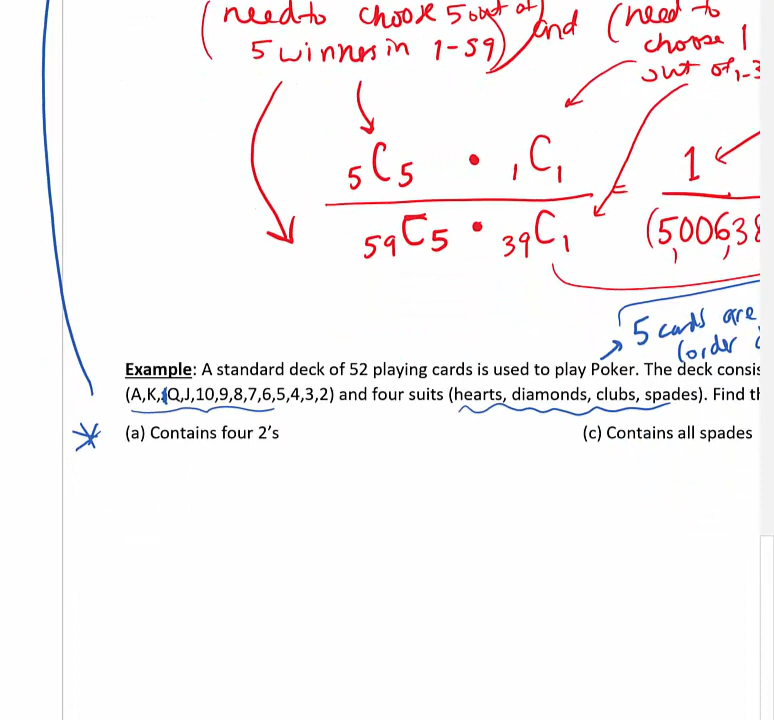 (need to choose 5 out of
5 winners in 1-59) and (need to
choose 1
out of 1-3
5C5 • 1C1
59C5 • 39C1
= 1
(5,006,38
5 cards are
(order
Example: A standard deck of 52 playing cards is used to play Poker. The deck consis
(A,K,Q,J,10,9,8,7,6,5,4,3,2) and four suits (hearts, diamonds, clubs, spades). Find th
(a) Contains four 2's
(c) Contains all spades